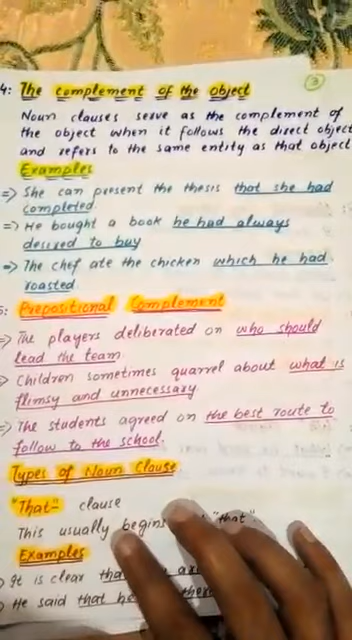 4: The complement of the object
3
Noun clauses serve as the complement of
the object when it follows the direct object
and refers to the same entity as that object
Examples
=> She can present the thesis that she had
completed.
=> He bought a book he had always
desired to buy
=> The chef ate the chicken which he had
roasted.
5: Prepositional Complement
=> The players deliberated on who should
lead the team.
> Children sometimes quarrel about what is
flimsy and unnecessary
=> The students agreed on the best route to
follow to the school.
Types of Noun Clause
"That" clause
This usually begins "that".
Examples
It is clear
He said that